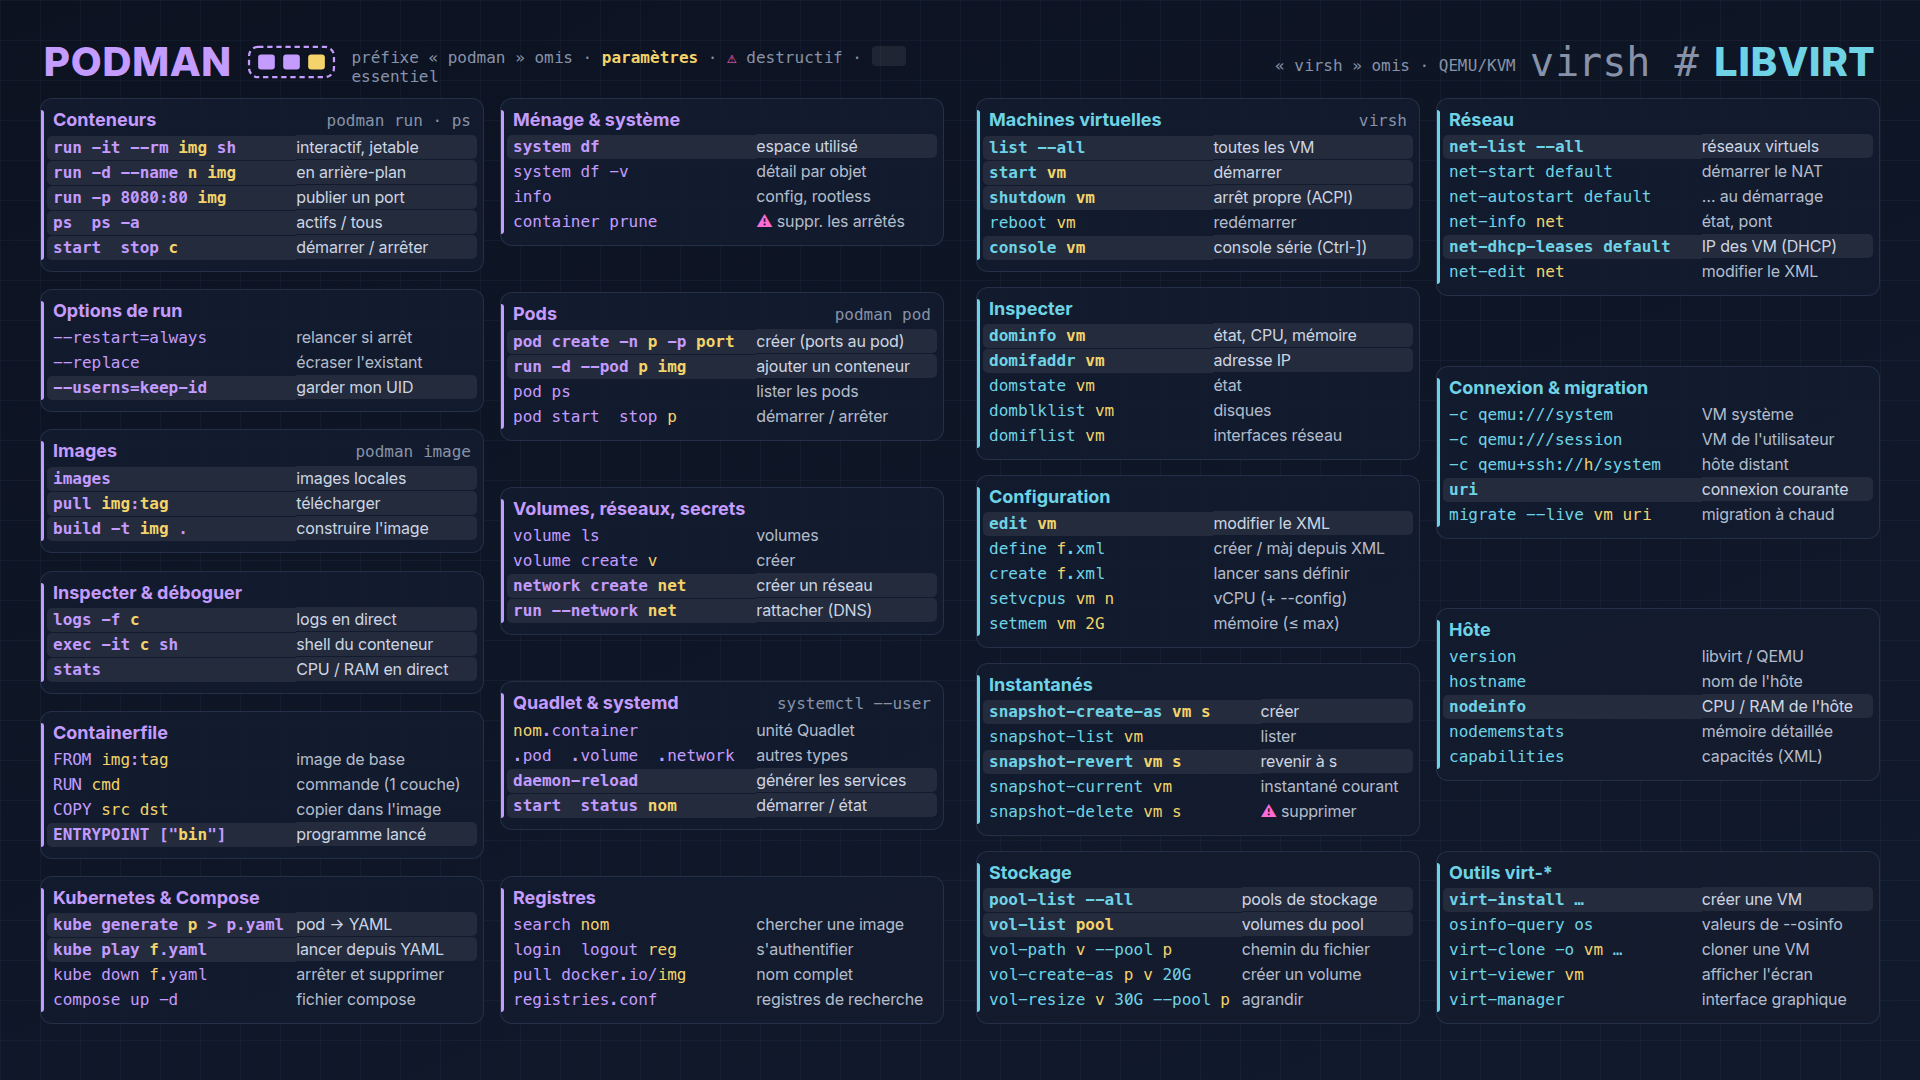 PODMAN
préfixe « podman » omis · paramètres · ⚠ destructif ·
essentiel
« virsh » omis · QEMU/KVM virsh # LIBVIRT
Conteneurs podman run · ps
run -it --rm img sh interactif, jetable
run -d --name n img en arrière-plan
run -p 8080:80 img publier un port
ps ps -a actifs / tous
start stop c démarrer / arrêter
Options de run
--restart=always relancer si arrêt
--replace écraser l'existant
--userns=keep-id garder mon UID
Images podman image
images images locales
pull img:tag télécharger
build -t img . construire l'image
Inspecter & déboguer
logs -f c logs en direct
exec -it c sh shell du conteneur
stats CPU / RAM en direct
Containerfile
FROM img:tag image de base
RUN cmd commande (1 couche)
COPY src dst copier dans l'image
ENTRYPOINT ["bin"] programme lancé
Kubernetes & Compose
kube generate p > p.yaml pod → YAML
kube play f.yaml lancer depuis YAML
kube down f.yaml arrêter et supprimer
compose up -d fichier compose
Ménage & système
system df espace utilisé
system df -v détail par objet
info config, rootless
container prune ⚠ suppr. les arrêtés
Pods podman pod
pod create -n p -p port créer (ports au pod)
run -d --pod p img ajouter un conteneur
pod ps lister les pods
pod start stop p démarrer / arrêter
Volumes, réseaux, secrets
volume ls volumes
volume create v créer
network create net créer un réseau
run --network net rattacher (DNS)
Quadlet & systemd systemctl --user
nom.container unité Quadlet
.pod .volume .network autres types
daemon-reload générer les services
start status nom démarrer / état
Registres
search nom chercher une image
login logout reg s'authentifier
pull docker.io/img nom complet
registries.conf registres de recherche
Machines virtuelles virsh
list --all toutes les VM
start vm démarrer
shutdown vm arrêt propre (ACPI)
reboot vm redémarrer
console vm console série (Ctrl-])
Inspecter
dominfo vm état, CPU, mémoire
domifaddr vm adresse IP
domstate vm état
domblklist vm disques
domiflist vm interfaces réseau
Configuration
edit vm modifier le XML
define f.xml créer / màj depuis XML
create f.xml lancer sans définir
setvcpus vm n vCPU (+ --config)
setmem vm 2G mémoire (≤ max)
Instantanés
snapshot-create-as vm s créer
snapshot-list vm lister
snapshot-revert vm s revenir à s
snapshot-current vm instantané courant
snapshot-delete vm s ⚠ supprimer
Stockage
pool-list --all pools de stockage
vol-list pool volumes du pool
vol-path v --pool p chemin du fichier
vol-create-as p v 20G créer un volume
vol-resize v 30G --pool p agrandir
Réseau
net-list --all réseaux virtuels
net-start default démarrer le NAT
net-autostart default … au démarrage
net-info net état, pont
net-dhcp-leases default IP des VM (DHCP)
net-edit net modifier le XML
Connexion & migration
-c qemu:///system VM système
-c qemu:///session VM de l'utilisateur
-c qemu+ssh://h/system hôte distant
uri connexion courante
migrate --live vm uri migration à chaud
Hôte
version libvirt / QEMU
hostname nom de l'hôte
nodeinfo CPU / RAM de l'hôte
nodememstats mémoire détaillée
capabilities capacités (XML)
Outils virt-*
virt-install … créer une VM
osinfo-query os valeurs de --osinfo
virt-clone -o vm … cloner une VM
virt-viewer vm afficher l'écran
virt-manager interface graphique